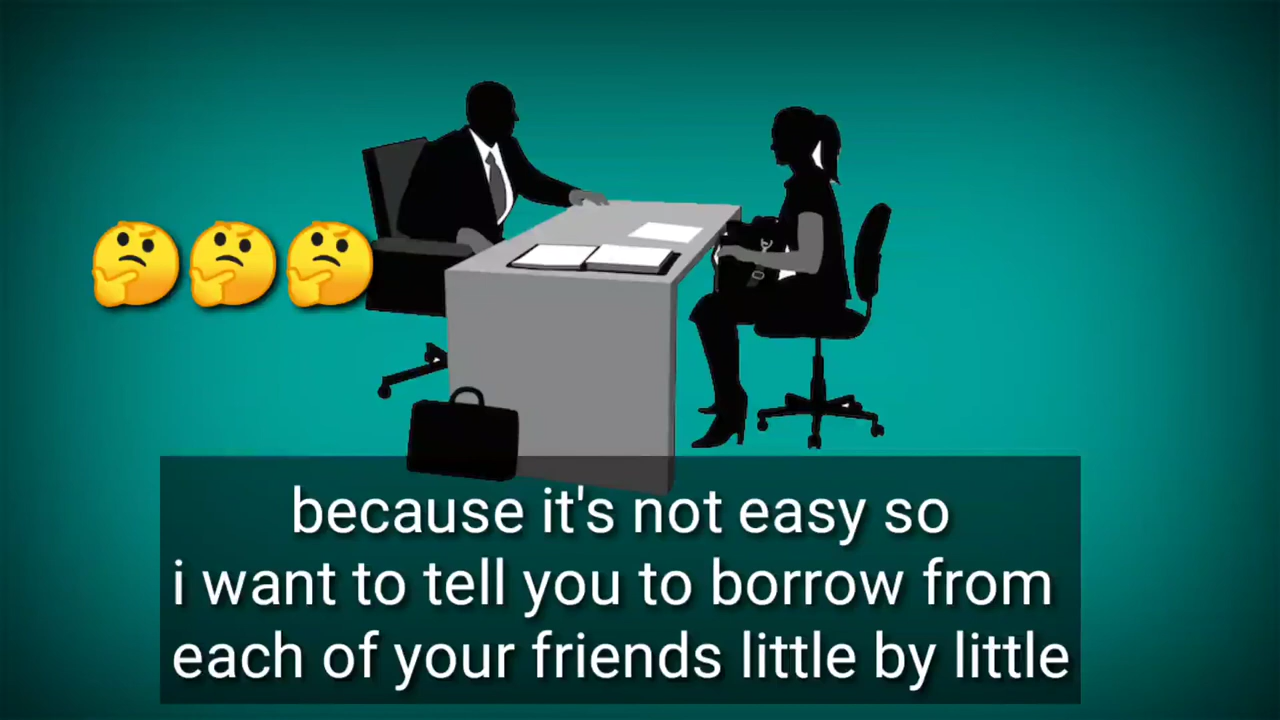 because it's not easy so
i want to tell you to borrow from
each of your friends little by little